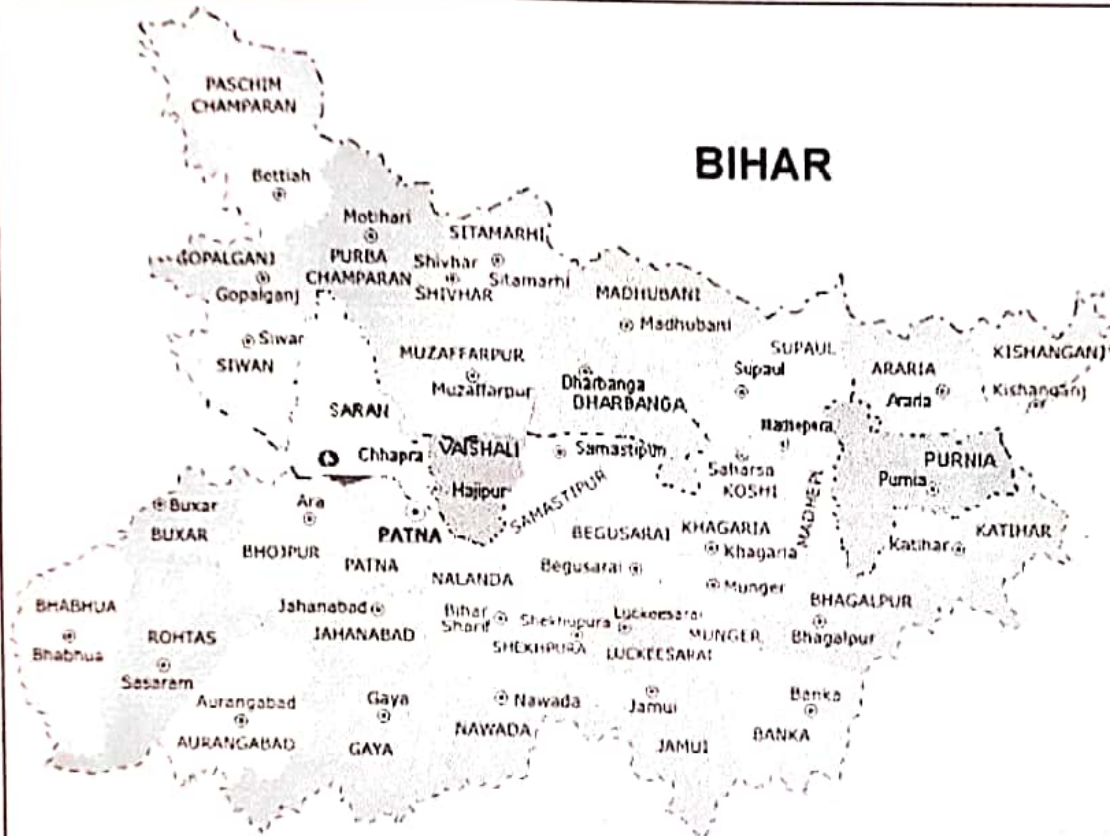 BIHAR
PASCHIM
CHAMPARAN
Bettiah
Motihari
SITAMARHI
GOPALGANJ
PURBA
CHAMPARAN
Shivhar
Sitamarhi
Gopalganj
SHIVHAR
MADHUBANI
Madhubani
Siwan
SIWAN
MUZAFFARPUR
Muzaffarpur
SUPAUL
Supaul
ARARIA
Araria
KISHANGANJ
Kishanganj
Dharbanga
DHARBANGA
SARAN
Chhapra
VAISHALI
Samastipur
Saharsa
KOSHI
PURNIA
Purnia
Hajipur
SAMASTIPUR
Buxar
BUXAR
Ara
PATNA
BEGUSARAI
KHAGARIA
Khagaria
MADHEPU
Katihar
KATIHAR
BHOJPUR
PATNA
NALANDA
Begusarai
Munger
BHABHUA
Bhabhua
Jahanabad
JAHANABAD
Bihar
Sharif
Shekhupura
SHEKHPURA
Luckeesarai
LUCKEESARAI
MUNGER
BHAGALPUR
Bhagalpur
ROHTAS
Sasaram
Aurangabad
AURANGABAD
Gaya
GAYA
Nawada
NAWADA
Jamui
JAMUI
Banka
BANKA